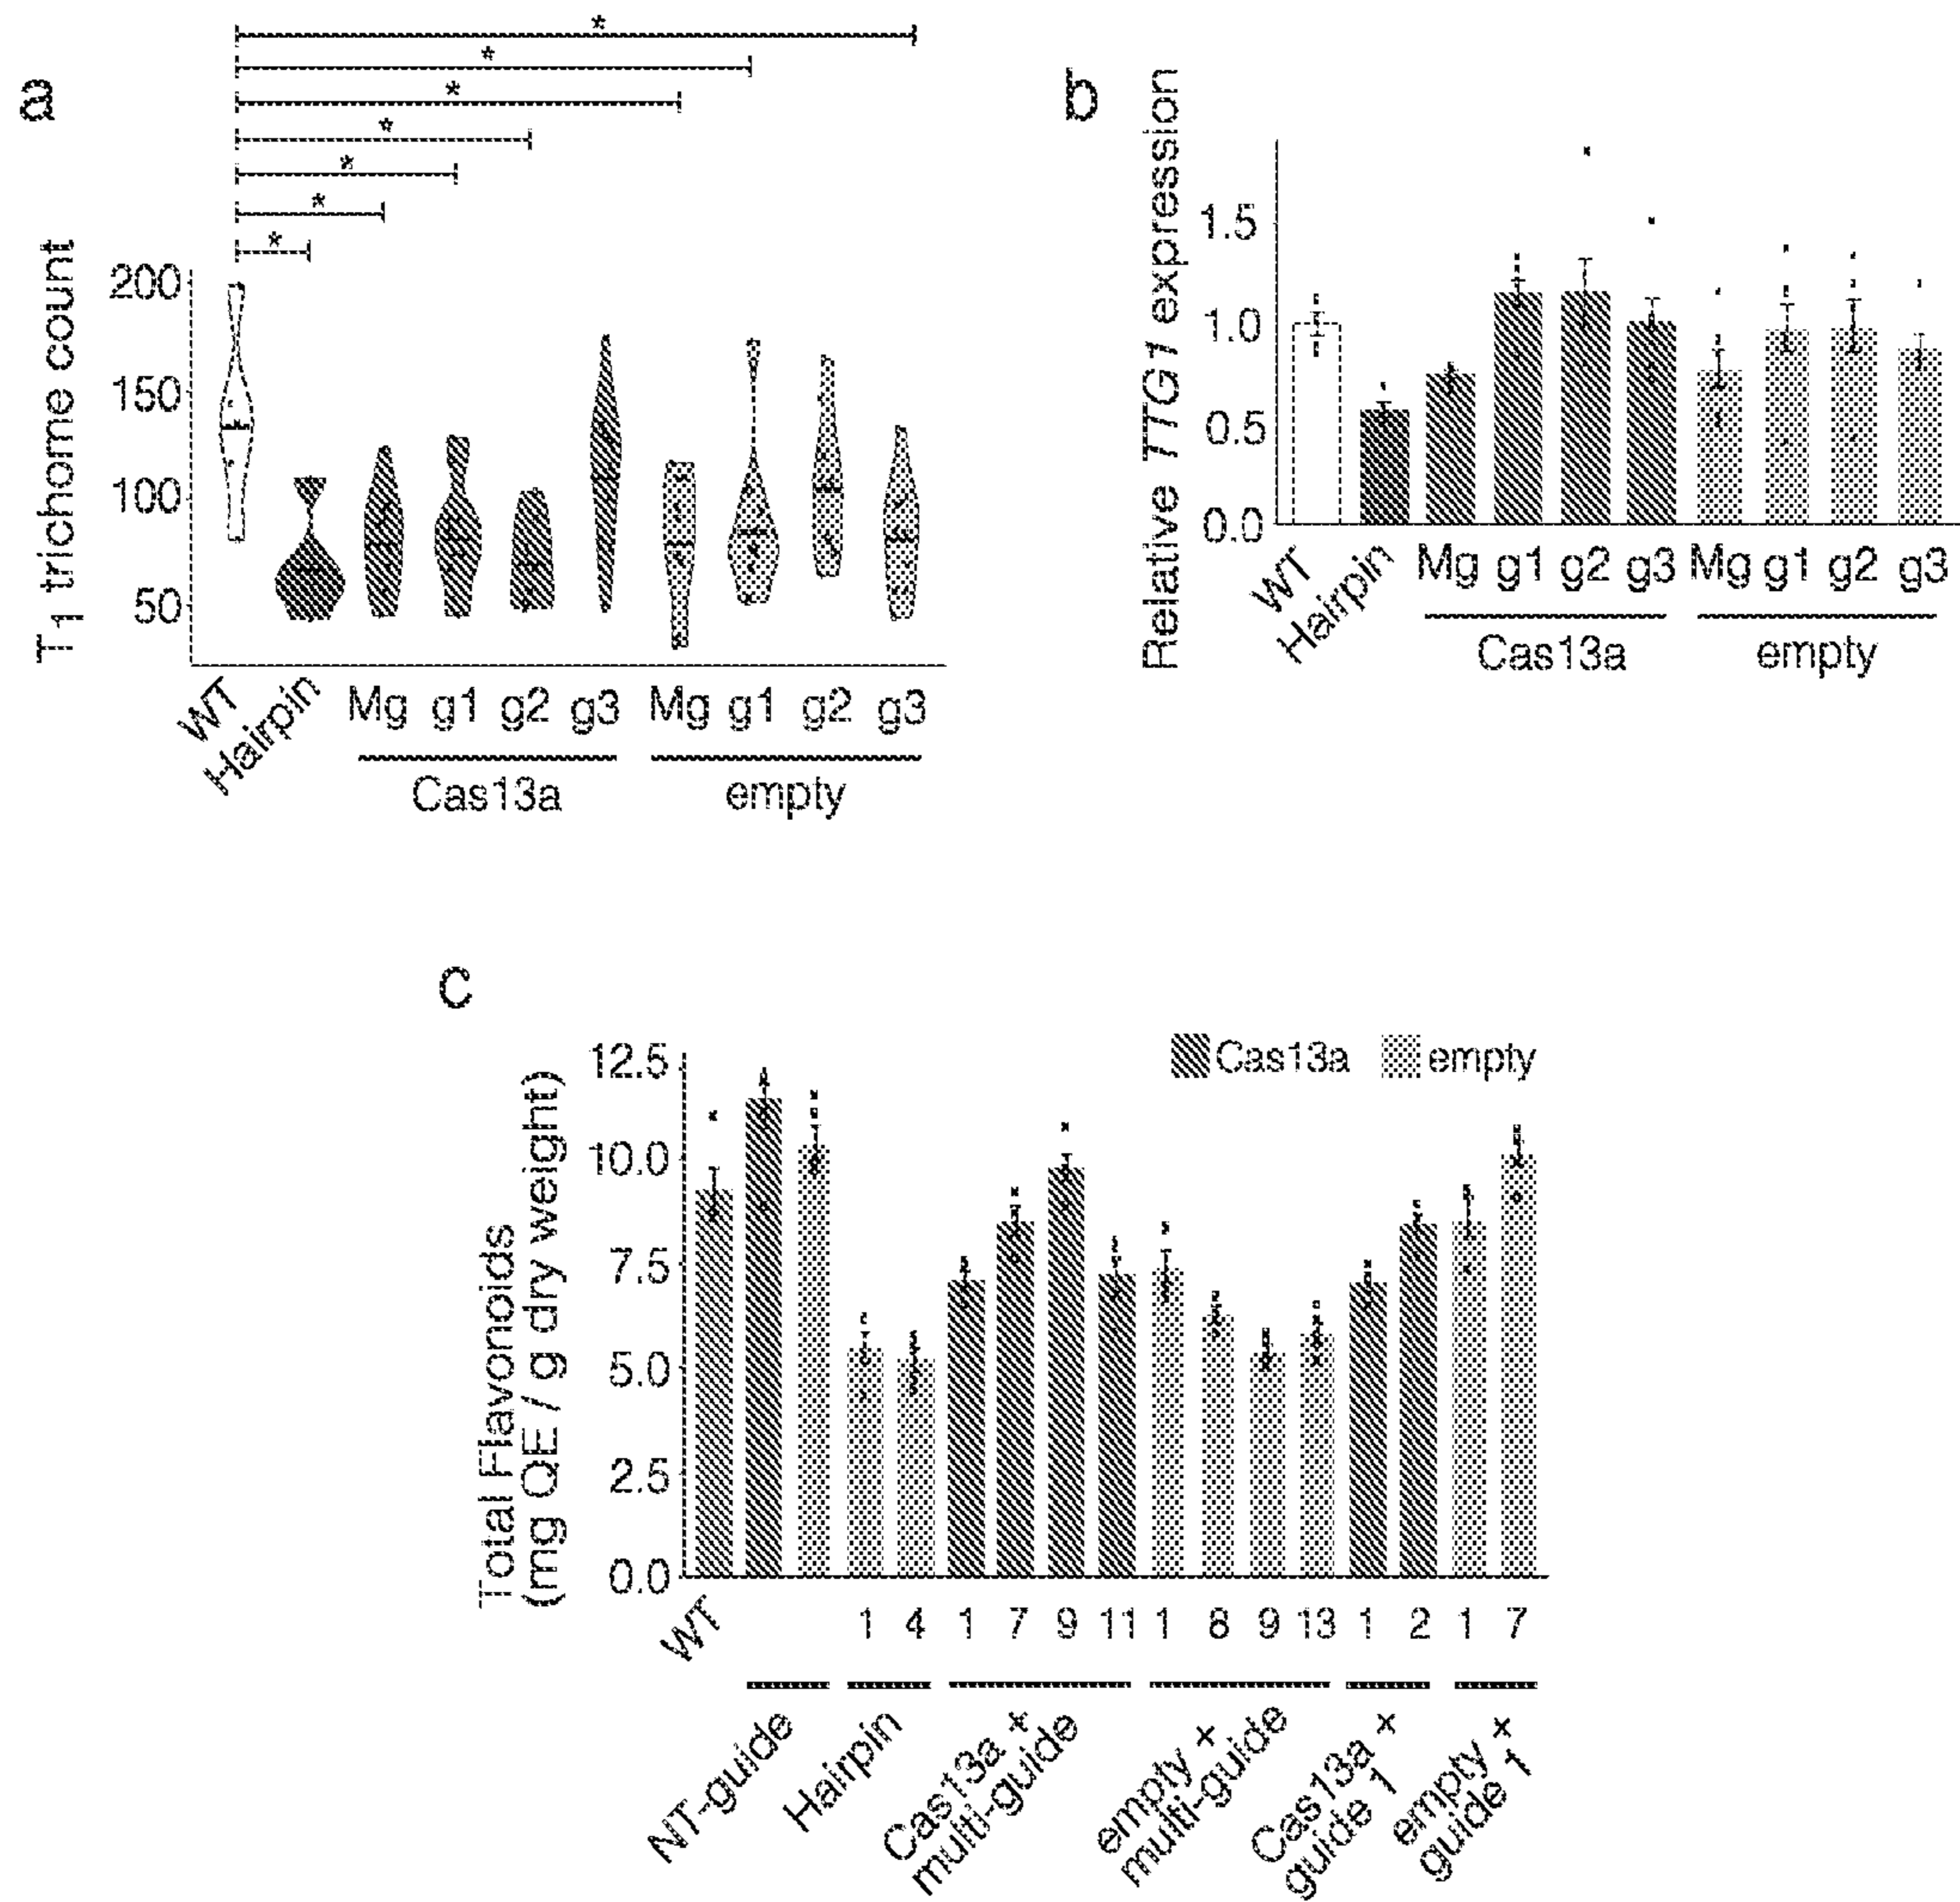 a
* 
*
*
*
*
*
*
T1 trichome count
200
150
100
50
WT
Hairpin
Mg g1 g2 g3 Mg g1 g2 g3
Cas13a empty
b
Relative TTG1 expression
1.5
1.0
0.5
0.0
WT
Hairpin
Mg g1 g2 g3 Mg g1 g2 g3
Cas13a empty
c
Cas13a empty
Total Flavonoids
(mg QE / g dry weight)
12.5
10.0
7.5
5.0
2.5
0.0
WT
1 4 1 7 9 11 1 8 9 13 1 2 1 7
NT-guide
Hairpin
Cas13a +
multi-guide
empty +
multi-guide
Cas13a +
guide 1
empty +
guide 1